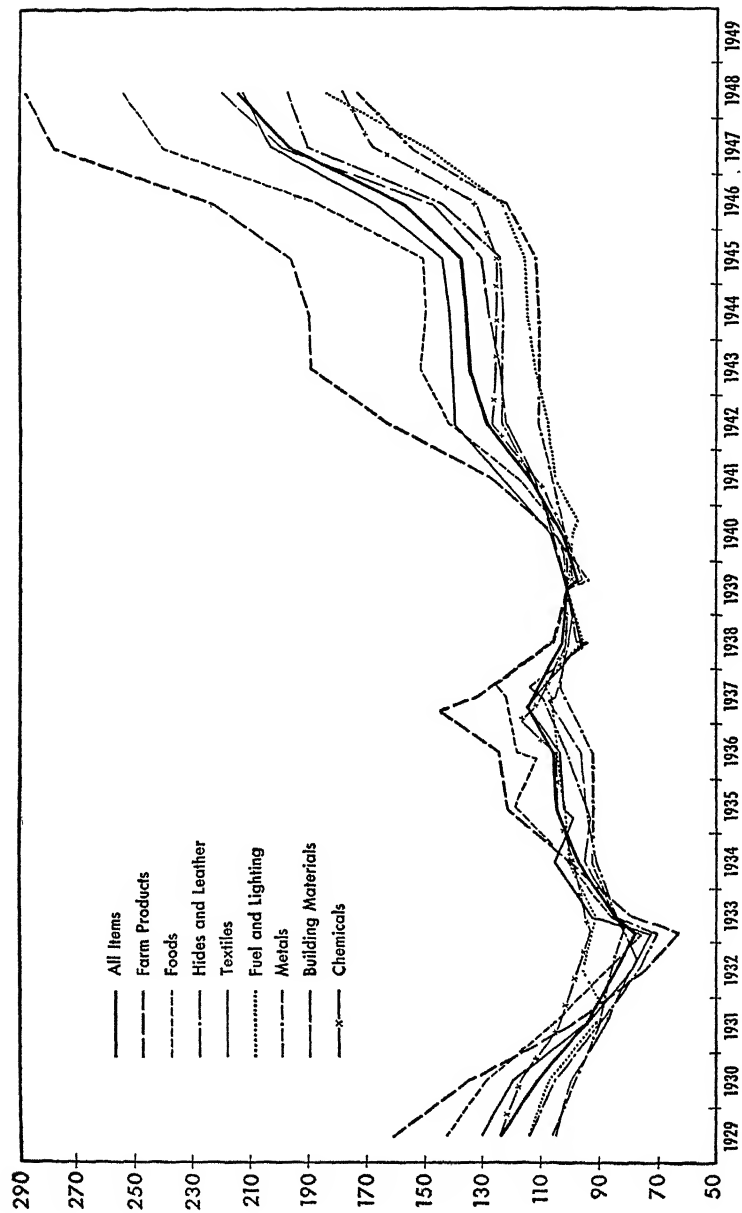 290
270
250
230
210
190
170
150
130
110
90
70
50
All Items
Farm Products
Foods
Hides and Leather
Textiles
Fuel and Lighting
Metals
Building Materials
Chemicals
1929 1930 1931 1932 1933 1934 1935 1936 1937 1938 1939 1940 1941 1942 1943 1944 1945 1946 1947 1948 1949